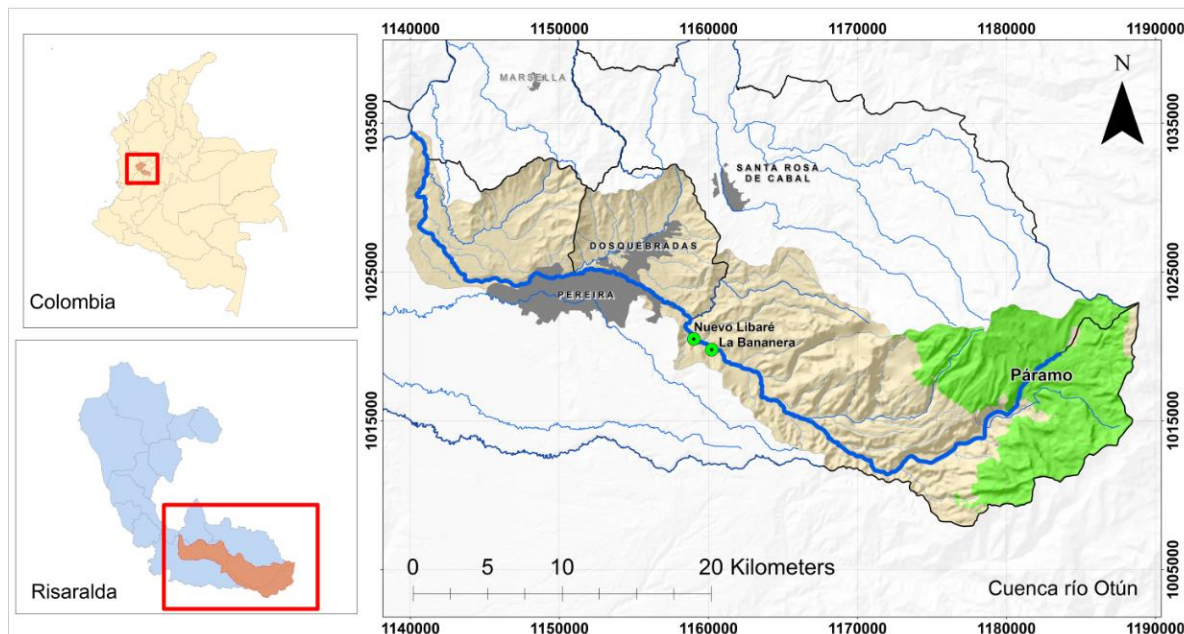 Colombia
Risaralda
1140000 1150000 1160000 1170000 1180000 1190000
1035000
1025000
1015000
1005000
1035000
1025000
1015000
1005000
N
MARSELLA
SANTA ROSA
DE CABAL
DOSQUEBRADAS
PEREIRA
Nuevo Libaré
La Bananera
Páramo
0 5 10 20 Kilometers
Cuenca río Otún
1140000 1150000 1160000 1170000 1180000 1190000